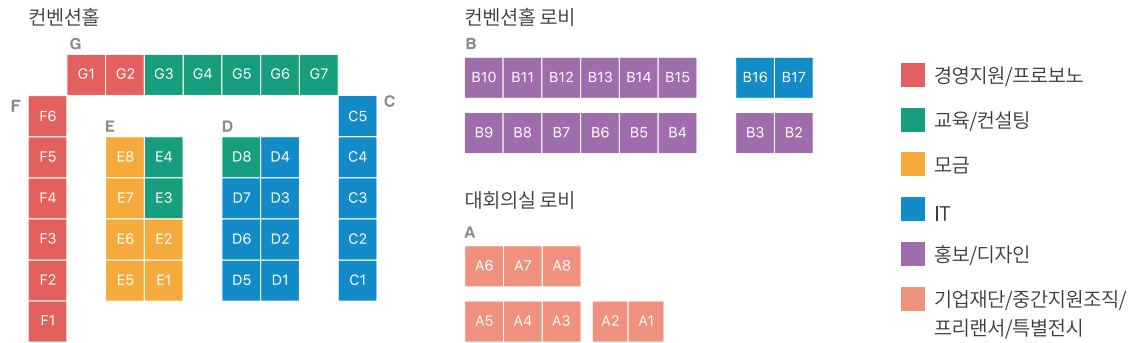 컨벤션홀
G
G1 G2 G3 G4 G5 G6 G7
F
F6
F5
F4
F3
F2
F1
E
E8 E4
E7 E3
E6 E2
E5 E1
D
D8 D4
D7 D3
D6 D2
D5 D1
C
C5
C4
C3
C2
C1
컨벤션홀 로비
B
B10 B11 B12 B13 B14 B15 B16 B17
B9 B8 B7 B6 B5 B4 B3 B2
대회의실 로비
A
A6 A7 A8
A5 A4 A3 A2 A1
경영지원/프로보노
교육/컨설팅
모금
IT
홍보/디자인
기업재단/중간지원조직/
프리랜서/특별전시